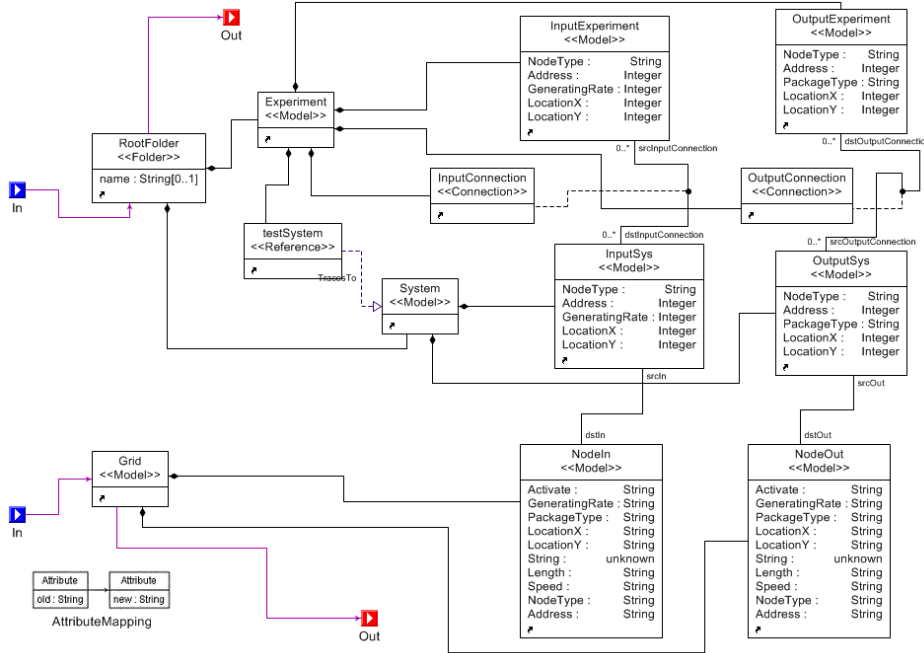 Out
InputExperiment
<<Model>>
NodeType : String
Address : Integer
GeneratingRate : Integer
LocationX : Integer
LocationY : Integer
OutputExperiment
<<Model>>
NodeType : String
Address : Integer
PackageType : String
LocationX : Integer
LocationY : Integer
Experiment
<<Model>>
RootFolder
<<Folder>>
name : String[0..1]
In
0..* srcInputConnection
0..* dstOutputConnection
InputConnection
<<Connection>>
OutputConnection
<<Connection>>
testSystem
<<Reference>>
TracesTo
0..* dstInputConnection
0..* srcOutputConnection
System
<<Model>>
InputSys
<<Model>>
NodeType : String
Address : Integer
GeneratingRate : Integer
LocationX : Integer
LocationY : Integer
OutputSys
<<Model>>
NodeType : String
Address : Integer
PackageType : String
LocationX : Integer
LocationY : Integer
srcIn
srcOut
dstIn
dstOut
Grid
<<Model>>
In
NodeIn
<<Model>>
Activate : String
GeneratingRate : String
PackageType : String
LocationX : String
LocationY : String
String : unknown
Length : String
Speed : String
NodeType : String
Address : String
NodeOut
<<Model>>
Activate : String
GeneratingRate : String
PackageType : String
LocationX : String
LocationY : String
String : unknown
Length : String
Speed : String
NodeType : String
Address : String
Attribute
old : String
Attribute
new : String
AttributeMapping
Out